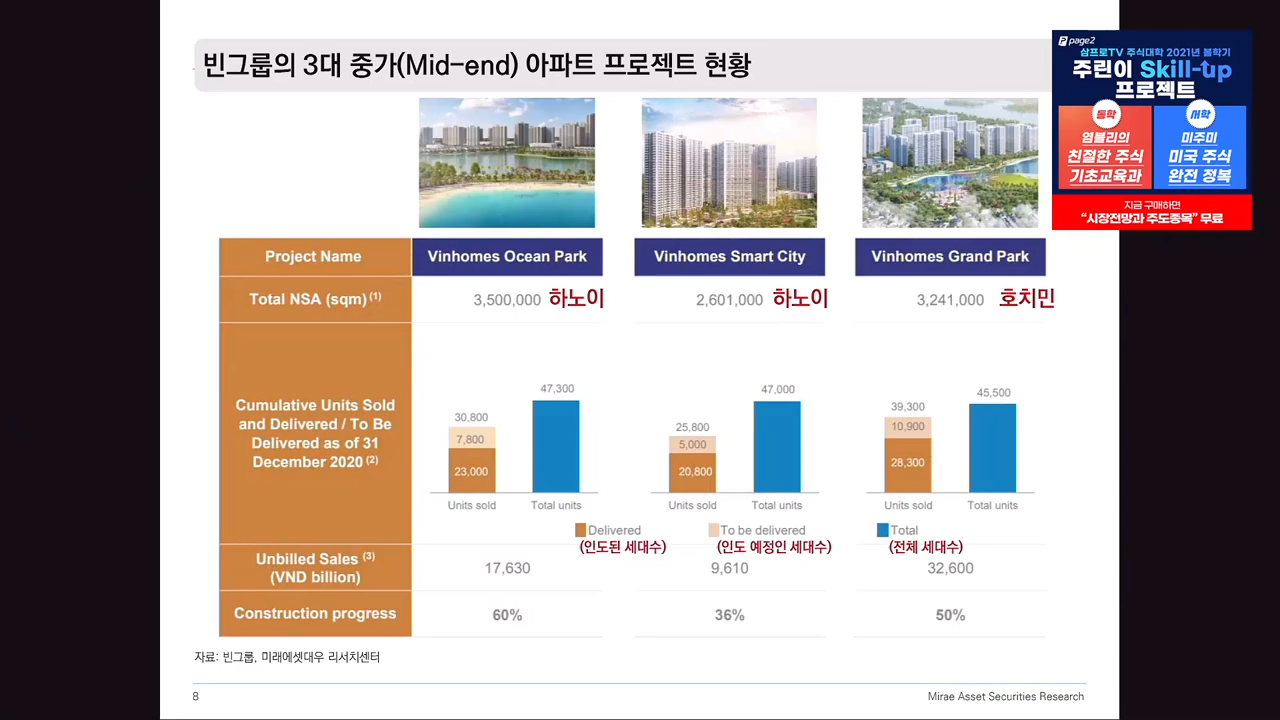 빈그룹의 3대 중가(Mid-end) 아파트 프로젝트 현황
page2
삼프로TV 주식대학 2021년 봄학기
주린이 Skill-up
프로젝트
동학
염블리의
친절한 주식
기초교육과
서학
미주미
미국 주식
완전 정복
지금 구매하면
“시장전망과 주도종목” 무료
Project Name
Vinhomes Ocean Park
Vinhomes Smart City
Vinhomes Grand Park
Total NSA (sqm) (1)
3,500,000 하노이
2,601,000 하노이
3,241,000 호치민
Cumulative Units Sold
and Delivered / To Be
Delivered as of 31
December 2020 (2)
30,800
7,800
23,000
47,300
Units sold
Total units
25,800
5,000
20,800
47,000
Units sold
Total units
39,300
10,900
28,300
45,500
Units sold
Total units
Delivered
(인도된 세대수)
To be delivered
(인도 예정인 세대수)
Total
(전체 세대수)
Unbilled Sales (3)
(VND billion)
17,630
9,610
32,600
Construction progress
60%
36%
50%
자료: 빈그룹, 미래에셋대우 리서치센터
8
Mirae Asset Securities Research